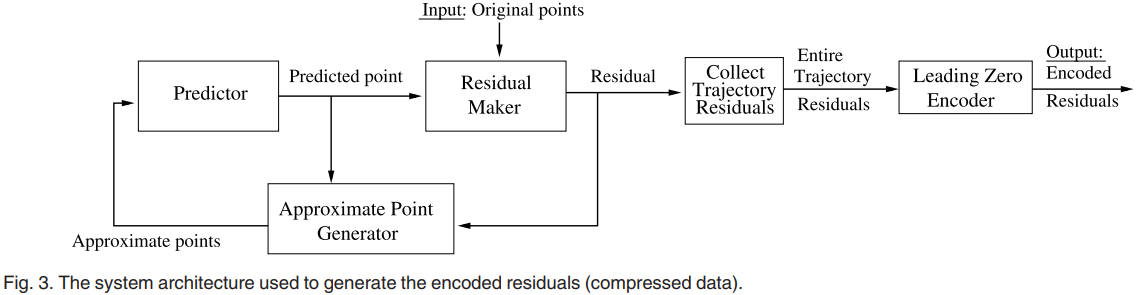 Input: Original points
Predictor
Predicted point
Residual
Maker
Residual
Collect
Trajectory
Residuals
Entire
Trajectory
Residuals
Leading Zero
Encoder
Output:
Encoded
Residuals
Approximate Point
Generator
Approximate points
Fig. 3. The system architecture used to generate the encoded residuals (compressed data).